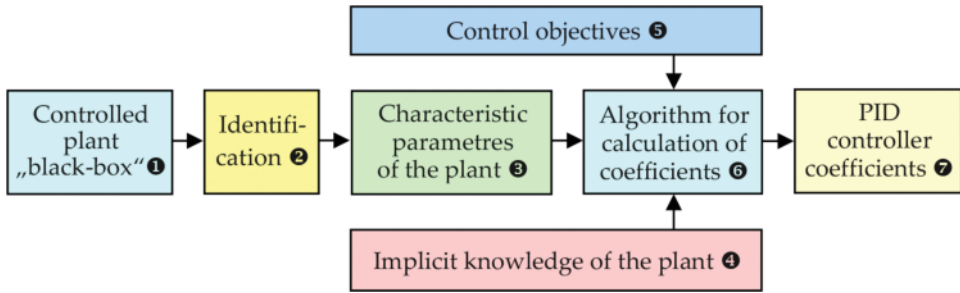 Control objectives ❺
Controlled
plant
„black-box“ ❶
Identifi-
cation ❷
Characteristic
parametres
of the plant ❸
Algorithm for
calculation of
coefficients ❻
PID
controller
coefficients ❼
Implicit knowledge of the plant ❹